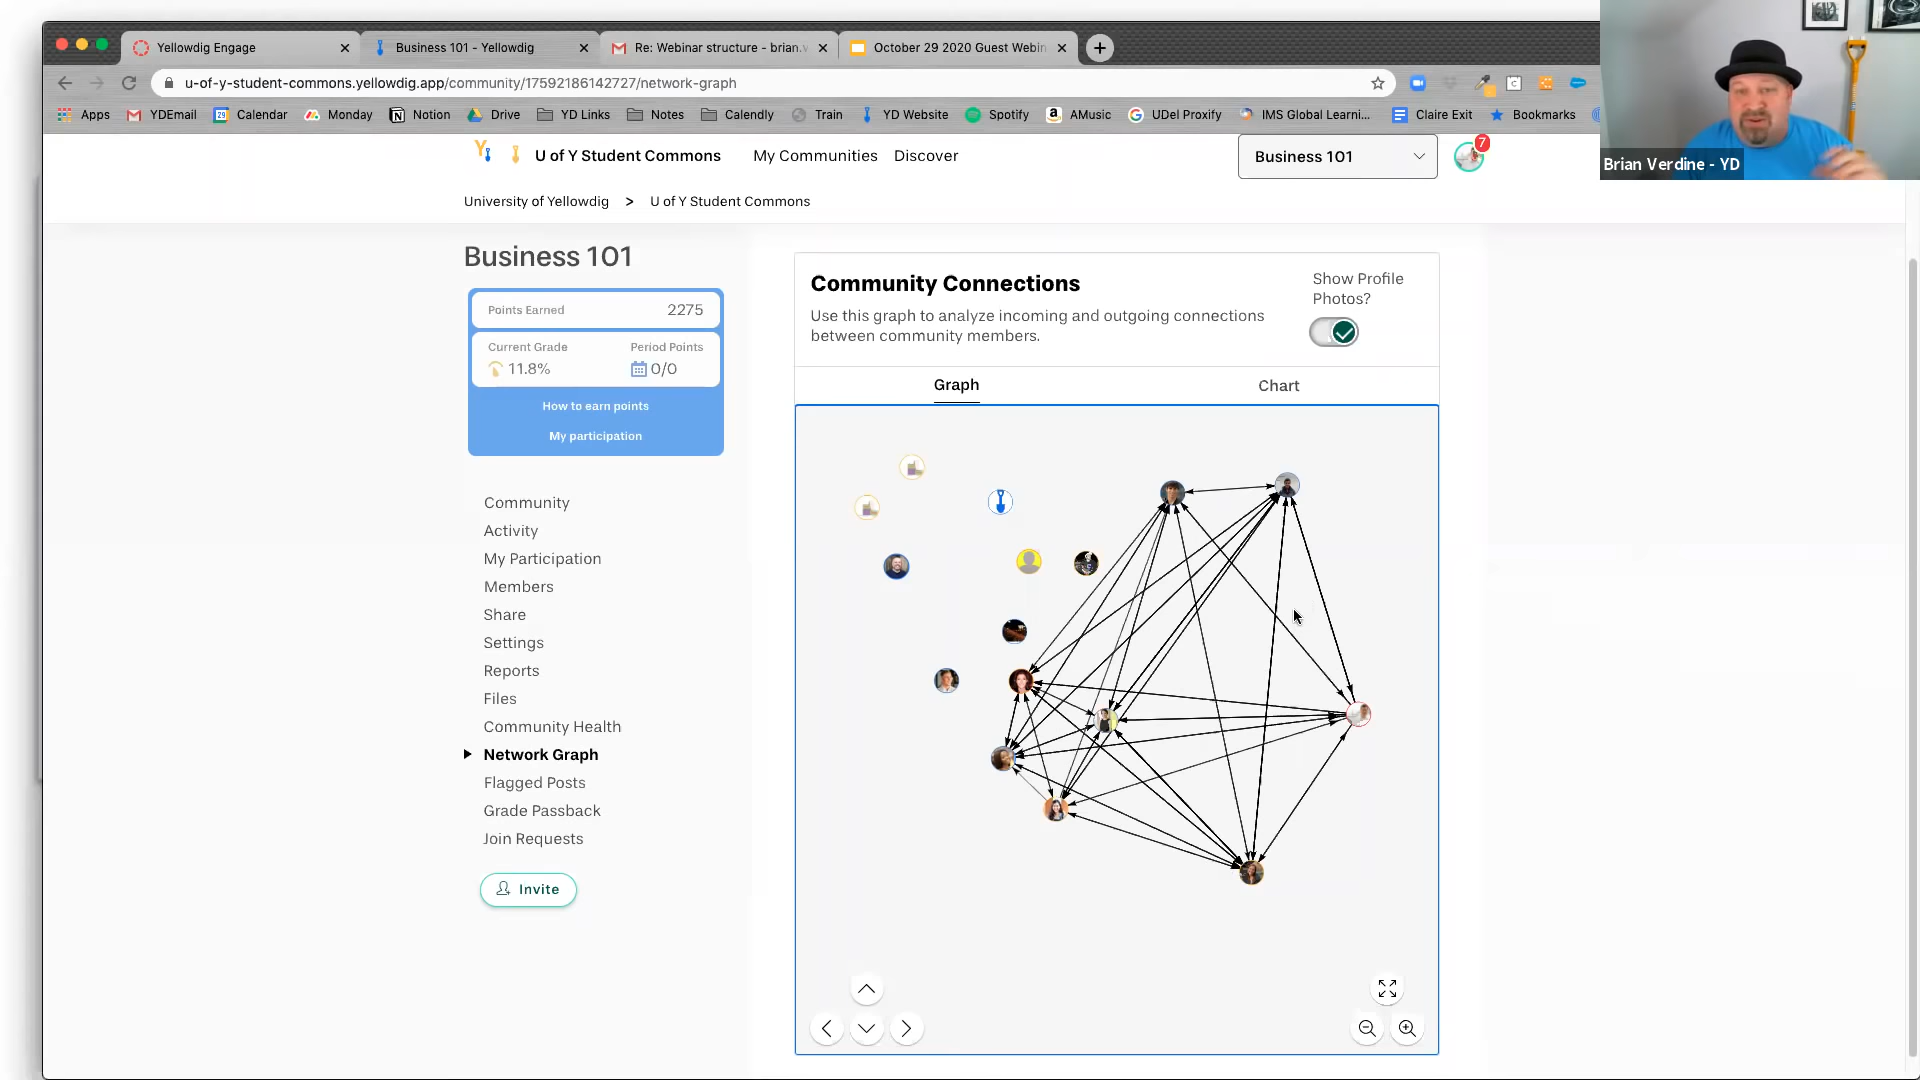 Yellowdig Engage
Business 101 - Yellowdig
Re: Webinar structure - brian.v
October 29 2020 Guest Webin
u-of-y-student-commons.yellowdig.app/community/17592186142727/network-graph
Apps YDEmail Calendar Monday Notion Drive YD Links Notes Calendly Train YD Website Spotify AMusic UDel Proxify IMS Global Learni... Claire Exit Bookmarks
Brian Verdine - YD
U of Y Student Commons My Communities Discover Business 101 7
University of Yellowdig > U of Y Student Commons
Business 101
Points Earned 2275
Current Grade Period Points
11.8% 0/0
How to earn points
My participation
Community
Activity
My Participation
Members
Share
Settings
Reports
Files
Community Health
Network Graph
Flagged Posts
Grade Passback
Join Requests
Invite
Community Connections
Use this graph to analyze incoming and outgoing connections
between community members.
Show Profile
Photos?
Graph Chart